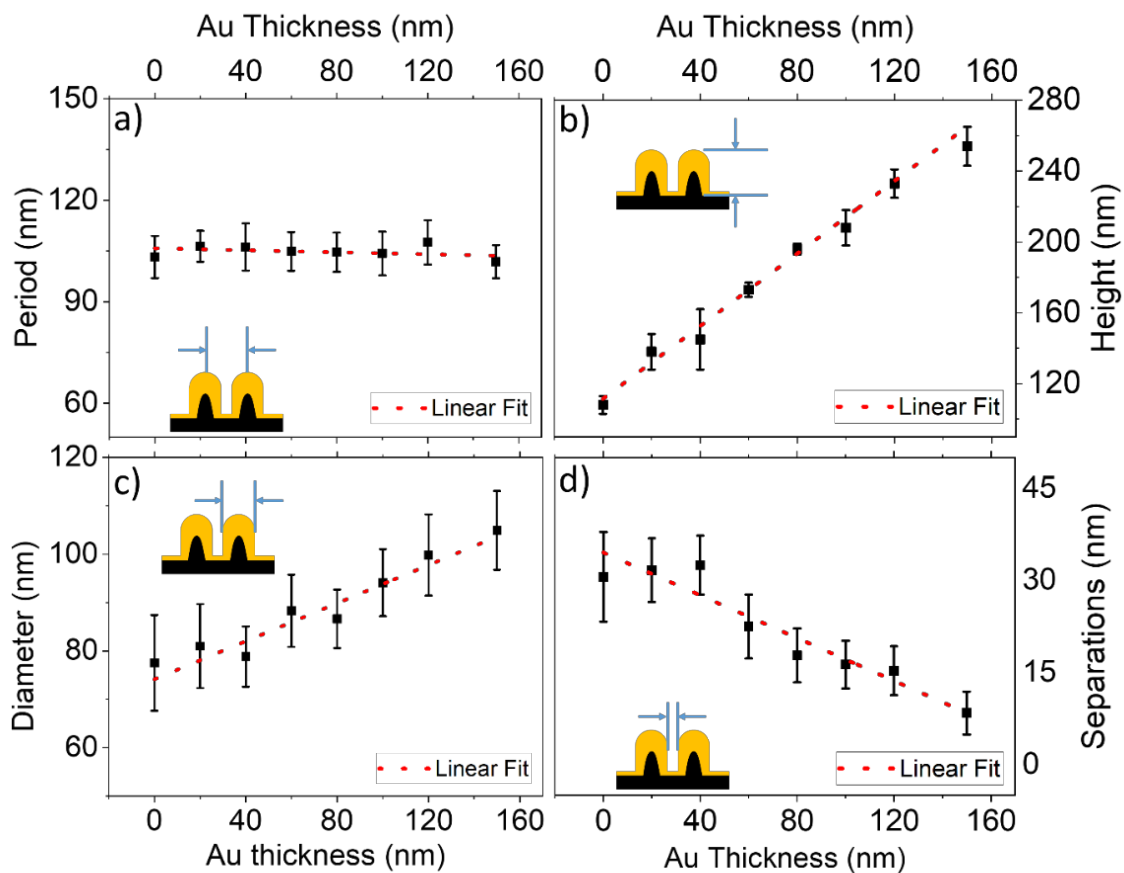 Au Thickness (nm)
Au Thickness (nm)
0 40 80 120 160
0 40 80 120 160
a)
150
120
90
60
Period (nm)
Linear Fit
b)
280
240
200
160
120
Height (nm)
Linear Fit
c)
120
100
80
60
Diameter (nm)
Linear Fit
d)
45
30
15
0
Separations (nm)
Linear Fit
0 40 80 120 160
0 40 80 120 160
Au thickness (nm)
Au Thickness (nm)